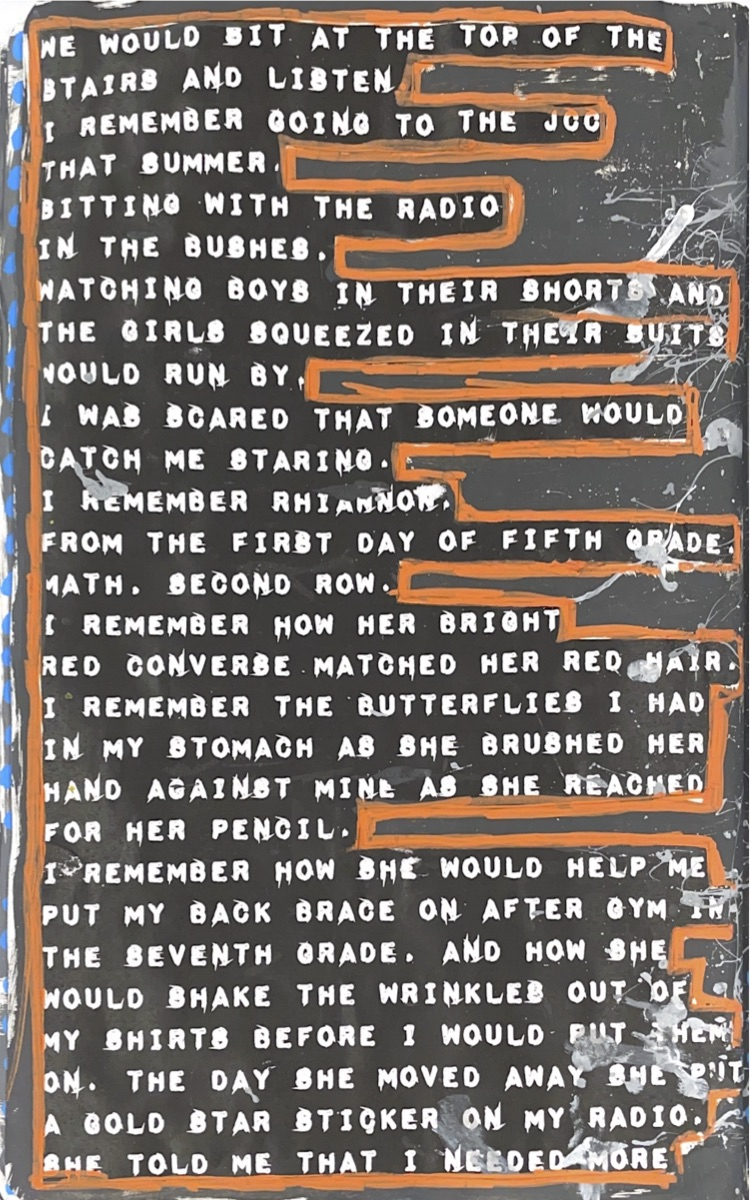 WE WOULD SIT AT THE TOP OF THE
STAIRS AND LISTEN
I REMEMBER GOING TO THE JCC
THAT SUMMER.
SITTING WITH THE RADIO
IN THE BUSHES.
WATCHING BOYS IN THEIR SHORTS AND
THE GIRLS SQUEEZED IN THEIR SUITS
WOULD RUN BY.
I WAS SCARED THAT SOMEONE WOULD
CATCH ME STARING.
I REMEMBER RHIANNON.
FROM THE FIRST DAY OF FIFTH GRADE.
MATH. SECOND ROW.
I REMEMBER HOW HER BRIGHT
RED CONVERSE MATCHED HER RED HAIR.
I REMEMBER THE BUTTERFLIES I HAD
IN MY STOMACH AS SHE BRUSHED HER
HAND AGAINST MINE AS SHE REACHED
FOR HER PENCIL.
I REMEMBER HOW SHE WOULD HELP ME
PUT MY BACK BRACE ON AFTER GYM IN
THE SEVENTH GRADE. AND HOW SHE
WOULD SHAKE THE WRINKLES OUT OF
MY SHIRTS BEFORE I WOULD PUT THEM
ON. THE DAY SHE MOVED AWAY SHE PUT
A GOLD STAR STICKER ON MY RADIO.
SHE TOLD ME THAT I NEEDED MORE